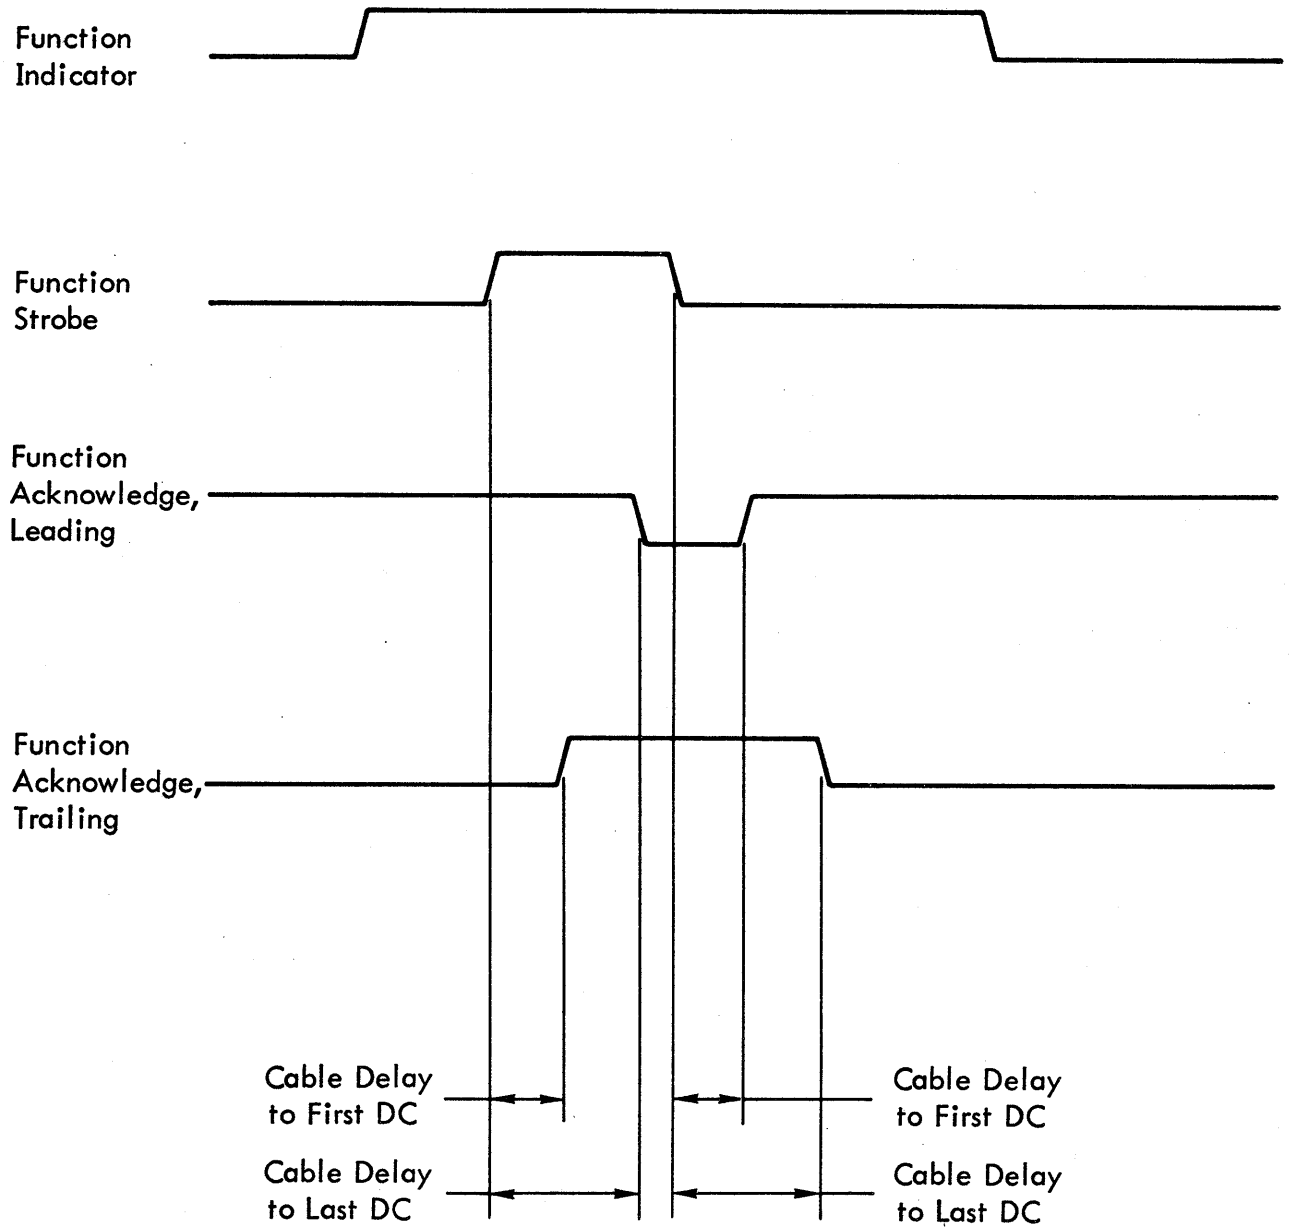 Function
Indicator
Function
Strobe
Function
Acknowledge,
Leading
Function
Acknowledge,
Trailing
Cable Delay
to First DC
Cable Delay
to First DC
Cable Delay
to Last DC
Cable Delay
to Last DC